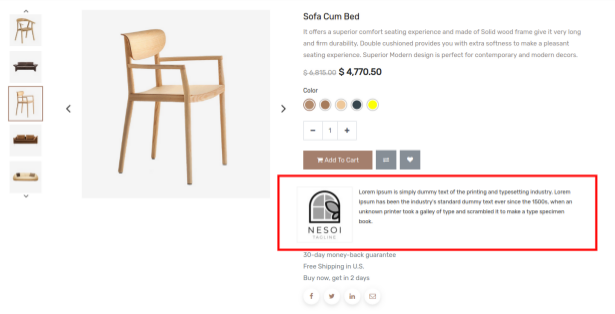 Sofa Cum Bed
It offers a superior comfort seating experience and made of Solid wood frame give it very long
and firm durability. Double cushioned provides you with extra softness to make a pleasant
seating experience. Superior Modern design is perfect for contemporary and modern decors.
$ 6,815.00 $ 4,770.50
Color
− 1 +
Add To Cart
Lorem Ipsum is simply dummy text of the printing and typesetting industry. Lorem
Ipsum has been the industry's standard dummy text ever since the 1500s, when an
unknown printer took a galley of type and scrambled it to make a type specimen
book.
NESOI
TAGLINE
30-day money-back guarantee
Free Shipping in U.S.
Buy now, get in 2 days